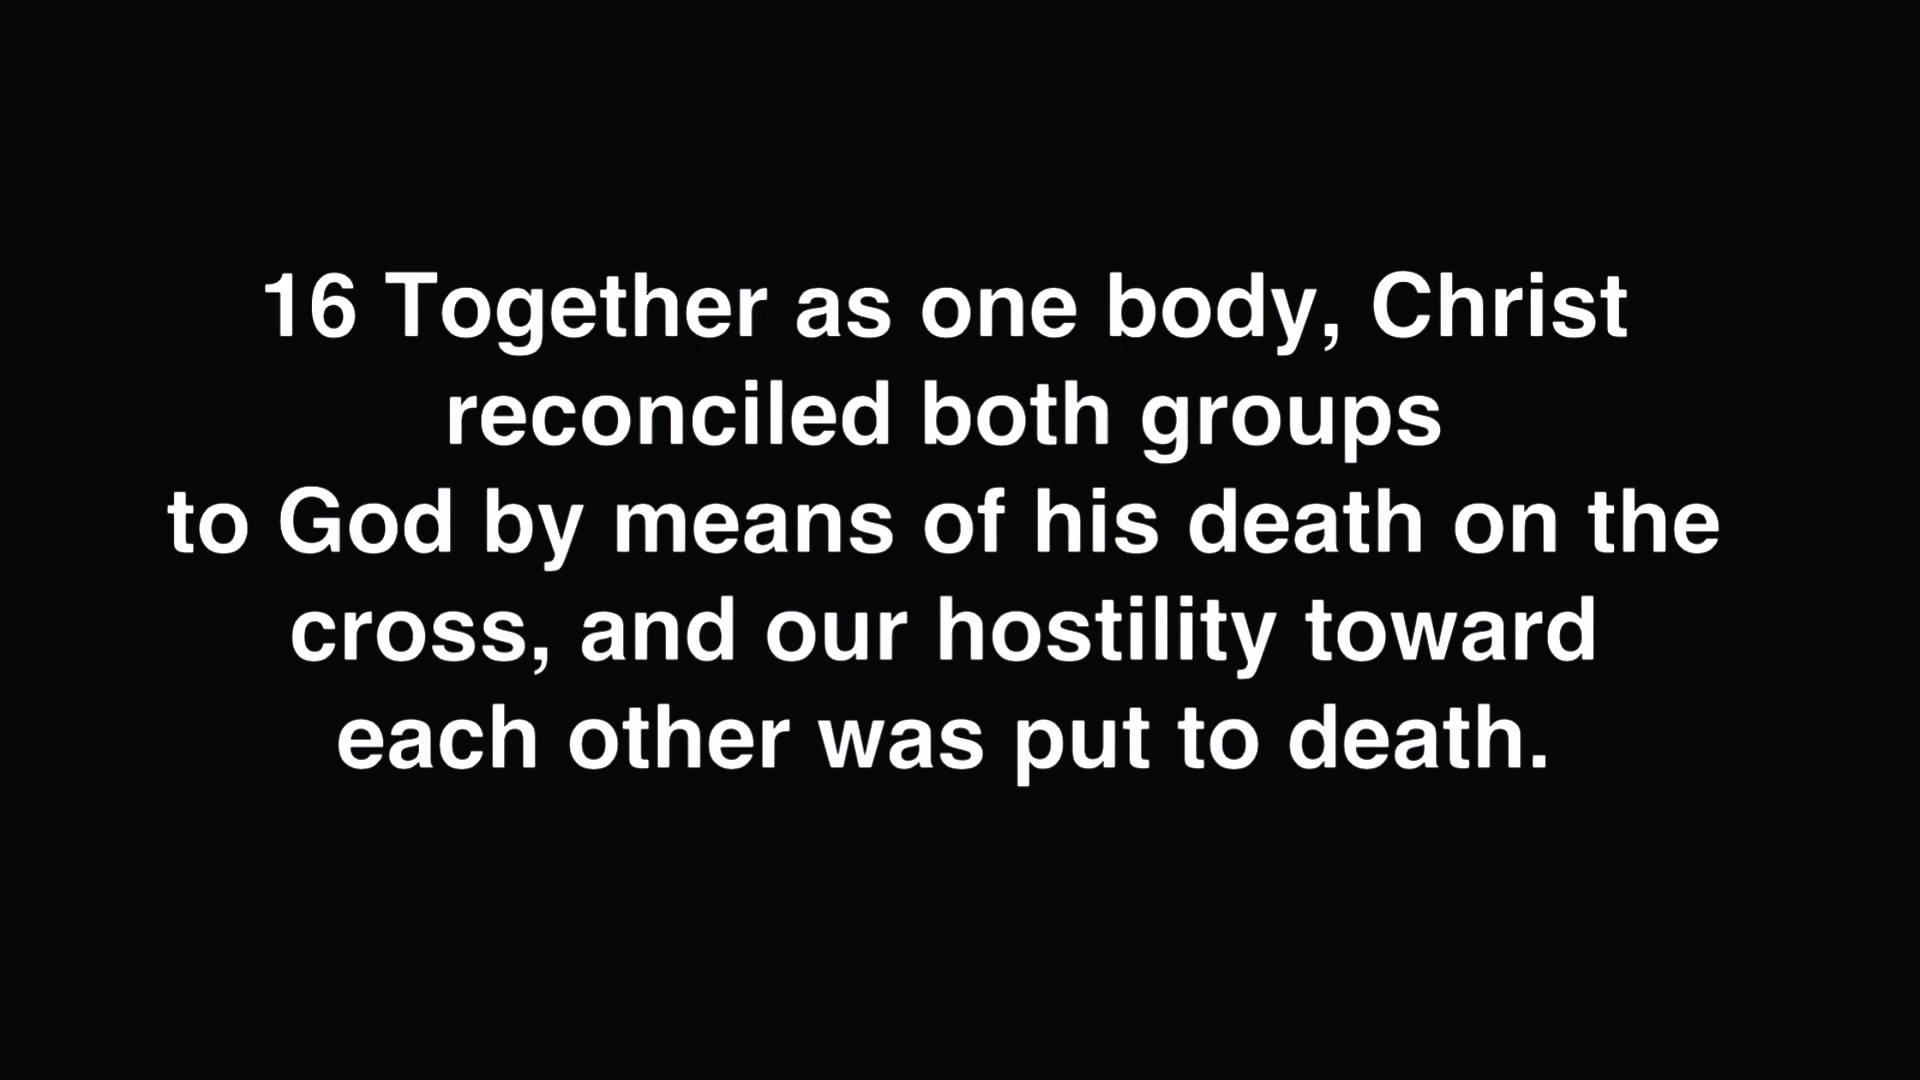 16 Together as one body, Christ
reconciled both groups
to God by means of his death on the
cross, and our hostility toward
each other was put to death.